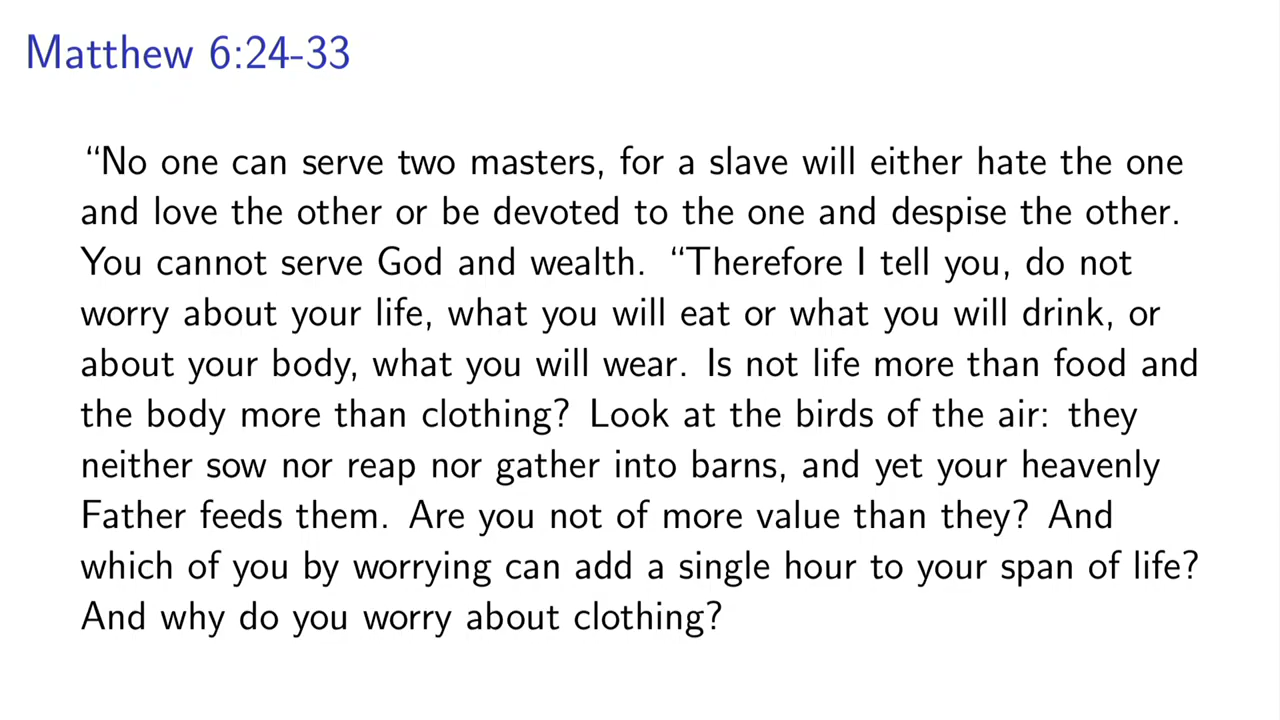 Matthew 6:24-33
“No one can serve two masters, for a slave will either hate the one
and love the other or be devoted to the one and despise the other.
You cannot serve God and wealth. “Therefore I tell you, do not
worry about your life, what you will eat or what you will drink, or
about your body, what you will wear. Is not life more than food and
the body more than clothing? Look at the birds of the air: they
neither sow nor reap nor gather into barns, and yet your heavenly
Father feeds them. Are you not of more value than they? And
which of you by worrying can add a single hour to your span of life?
And why do you worry about clothing?